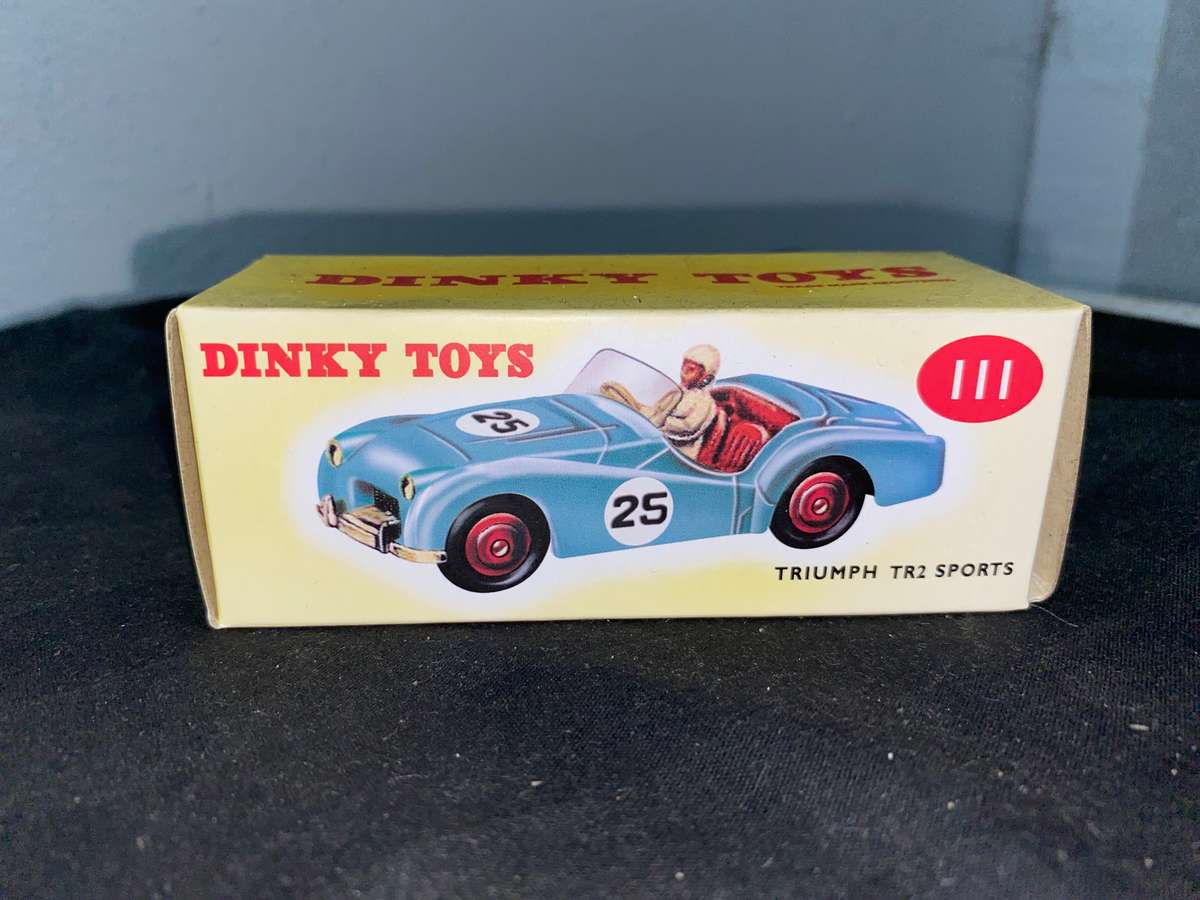 DINKY TOYS
DINKY TOYS
111
25
25
TRIUMPH TR2 SPORTS